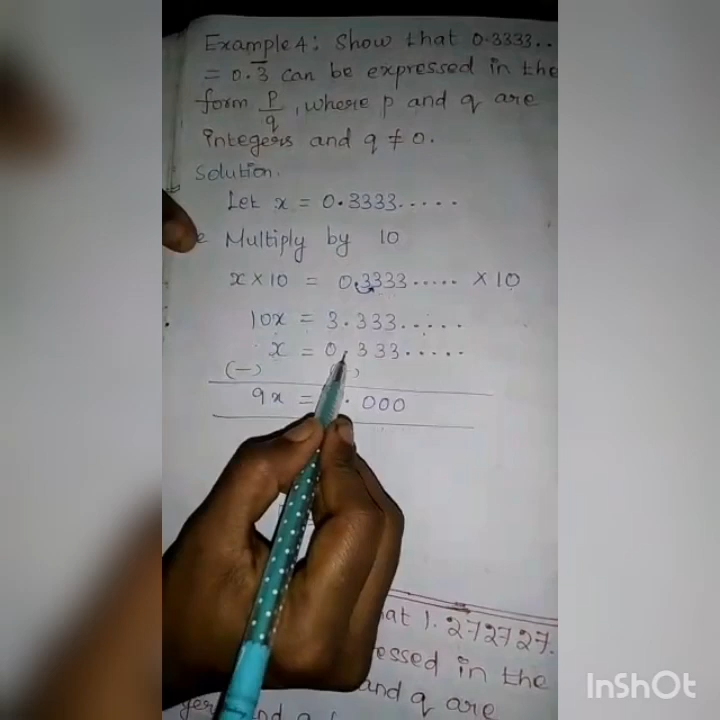 Example 4: Show that 0.3333..
= 0.3̅ can be expressed in the
form p/q, where p and q are
integers and q ≠ 0.
Solution.
Let x = 0.3333.....
Multiply by 10
x × 10 = 0.3333..... × 10
10x = 3.333.....
x = 0.333.....
(-)
9x = .000
at 1.272727.
essed in the
and q are
InShOt